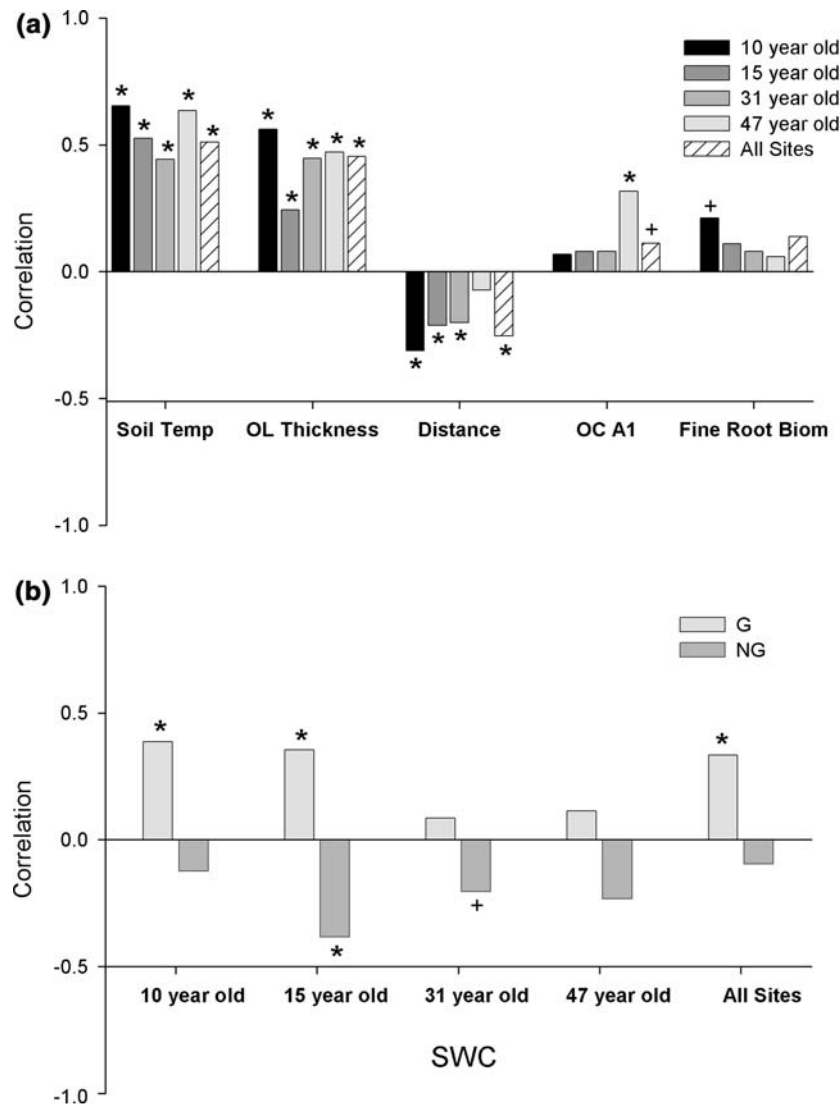 (a)
1.0
0.5
0.0
-0.5
-1.0
Correlation
10 year old
15 year old
31 year old
47 year old
All Sites
* * * * *
* * * * *
* * * *
* +
+
Soil Temp OL Thickness Distance OC A1 Fine Root Biom
(b)
1.0
0.5
0.0
-0.5
-1.0
Correlation
G
NG
* * *
* +
10 year old 15 year old 31 year old 47 year old All Sites
SWC